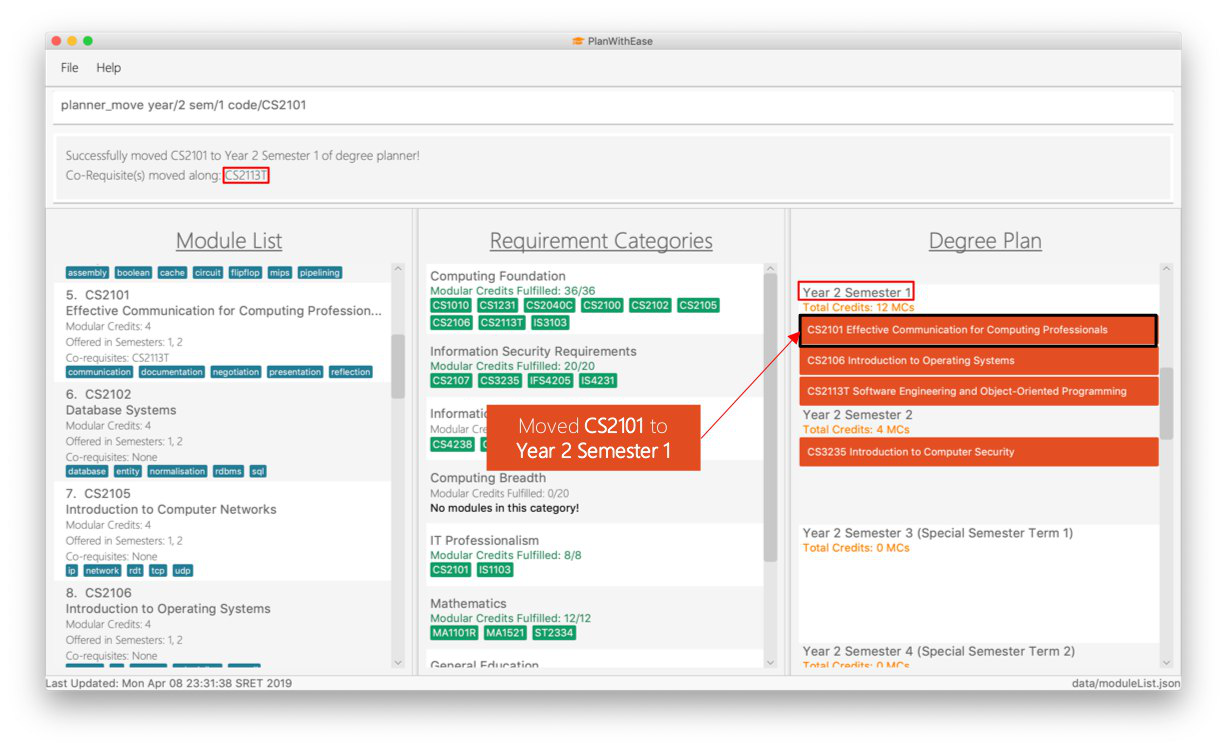 PlanWithEase
File Help
planner_move year/2 sem/1 code/CS2101
Successfully moved CS2101 to Year 2 Semester 1 of degree planner!
Co-Requisite(s) moved along: CS2113T
Module List
assembly boolean cache circuit flipflop mips pipelining
5. CS2101
Effective Communication for Computing Profession...
Modular Credits: 4
Offered in Semesters: 1, 2
Co-requisites: CS2113T
communication documentation negotiation presentation reflection
6. CS2102
Database Systems
Modular Credits: 4
Offered in Semesters: 1, 2
Co-requisites: None
database entity normalisation rdbms sql
7. CS2105
Introduction to Computer Networks
Modular Credits: 4
Offered in Semesters: 1, 2
Co-requisites: None
ip network rdt tcp udp
8. CS2106
Introduction to Operating Systems
Modular Credits: 4
Offered in Semesters: 1, 2
Co-requisites: None
Requirement Categories
Computing Foundation
Modular Credits Fulfilled: 36/36
CS1010 CS1231 CS2040C CS2100 CS2102 CS2105
CS2106 CS2113T IS3103
Information Security Requirements
Modular Credits Fulfilled: 20/20
CS2107 CS3235 IFS4205 IS4231
Informatic
Modular Cre
CS4238
Moved CS2101 to
Year 2 Semester 1
Computing Breadth
Modular Credits Fulfilled: 0/20
No modules in this category!
IT Professionalism
Modular Credits Fulfilled: 8/8
CS2101 IS1103
Mathematics
Modular Credits Fulfilled: 12/12
MA1101R MA1521 ST2334
General Education
Degree Plan
Year 2 Semester 1
Total Credits: 12 MCs
CS2101 Effective Communication for Computing Professionals
CS2106 Introduction to Operating Systems
CS2113T Software Engineering and Object-Oriented Programming
Year 2 Semester 2
Total Credits: 4 MCs
CS3235 Introduction to Computer Security
Year 2 Semester 3 (Special Semester Term 1)
Total Credits: 0 MCs
Year 2 Semester 4 (Special Semester Term 2)
Total Credits: 0 MCs
Last Updated: Mon Apr 08 23:31:38 SRET 2019
data/moduleList.json